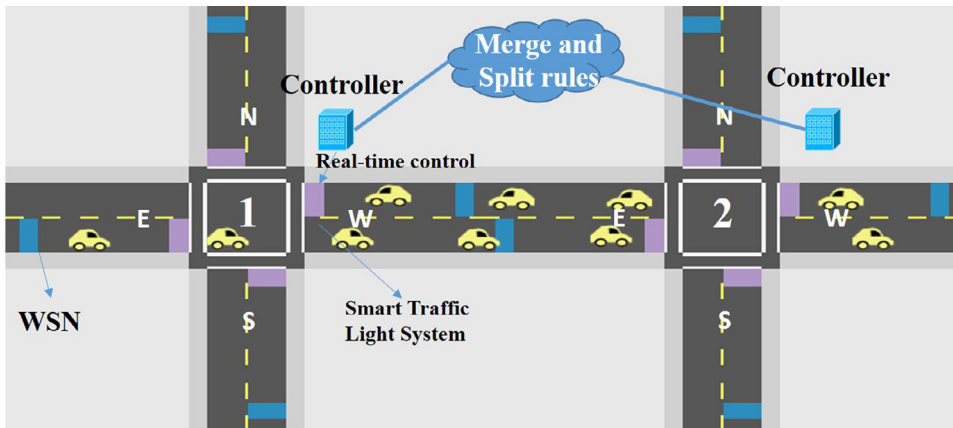 Merge and
Split rules
Controller
Controller
N
N
Real-time control
E
1
W
E
2
W
S
S
WSN
Smart Traffic
Light System